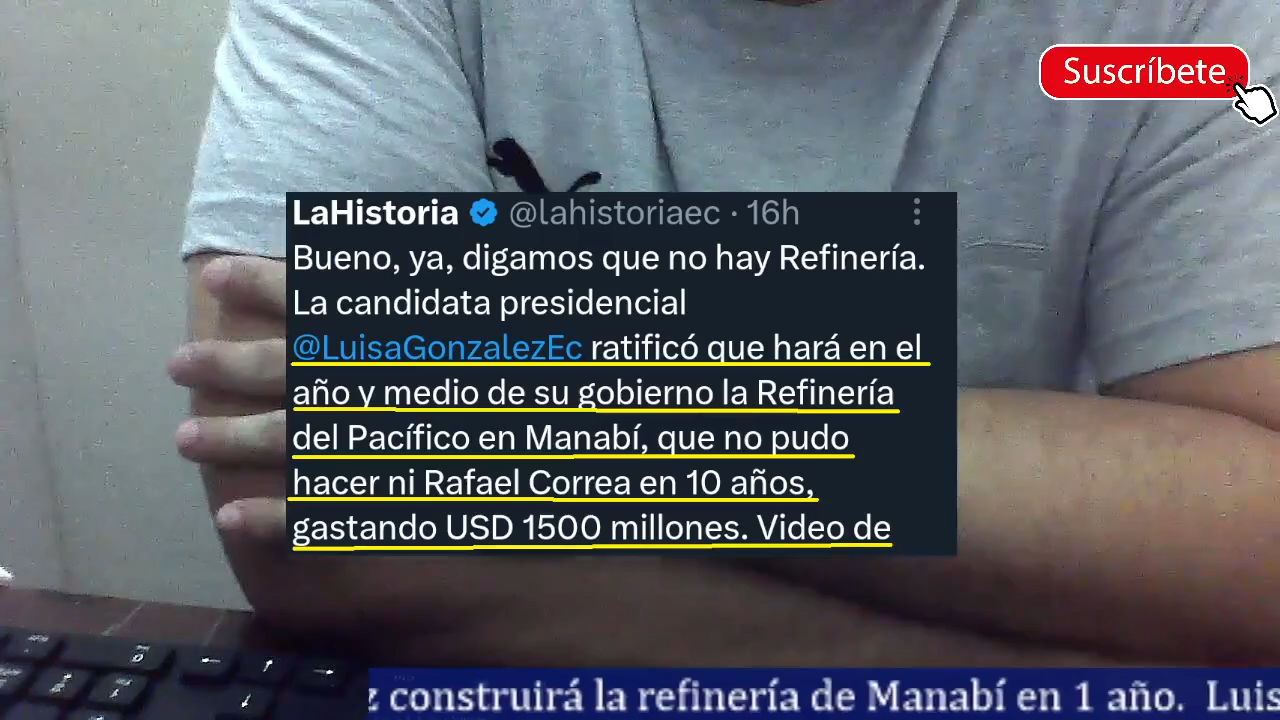 Suscríbete
LaHistoria @lahistoriaec · 16h
Bueno, ya, digamos que no hay Refinería.
La candidata presidencial
@LuisaGonzalezEc ratificó que hará en el
año y medio de su gobierno la Refinería
del Pacífico en Manabí, que no pudo
hacer ni Rafael Correa en 10 años,
gastando USD 1500 millones. Video de
construirá la refinería de Manabí en 1 año. Luis